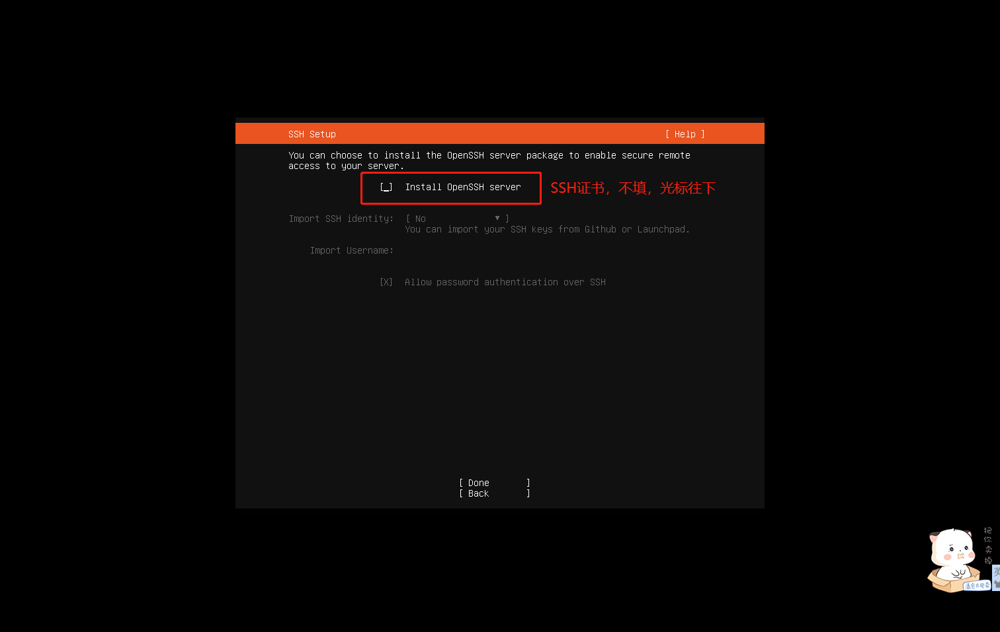 SSH Setup [ Help ]
You can choose to install the OpenSSH server package to enable secure remote
access to your server.
[_] Install OpenSSH server SSH证书，不填，光标往下
Import SSH identity: [ No ▼ ]
You can import your SSH keys from Github or Launchpad.
Import Username:
[X] Allow password authentication over SSH
[ Done ]
[ Back ]
把你卖掉
英